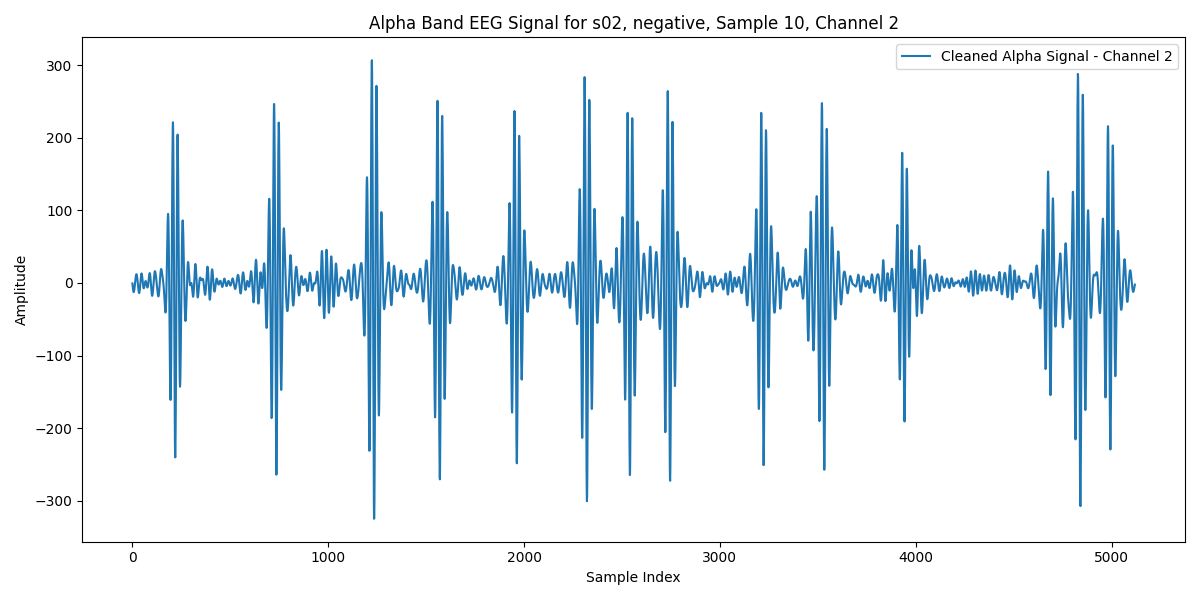 Alpha Band EEG Signal for s02, negative, Sample 10, Channel 2
Cleaned Alpha Signal - Channel 2
300
200
100
0
−100
−200
−300
Amplitude
0 1000 2000 3000 4000 5000
Sample Index